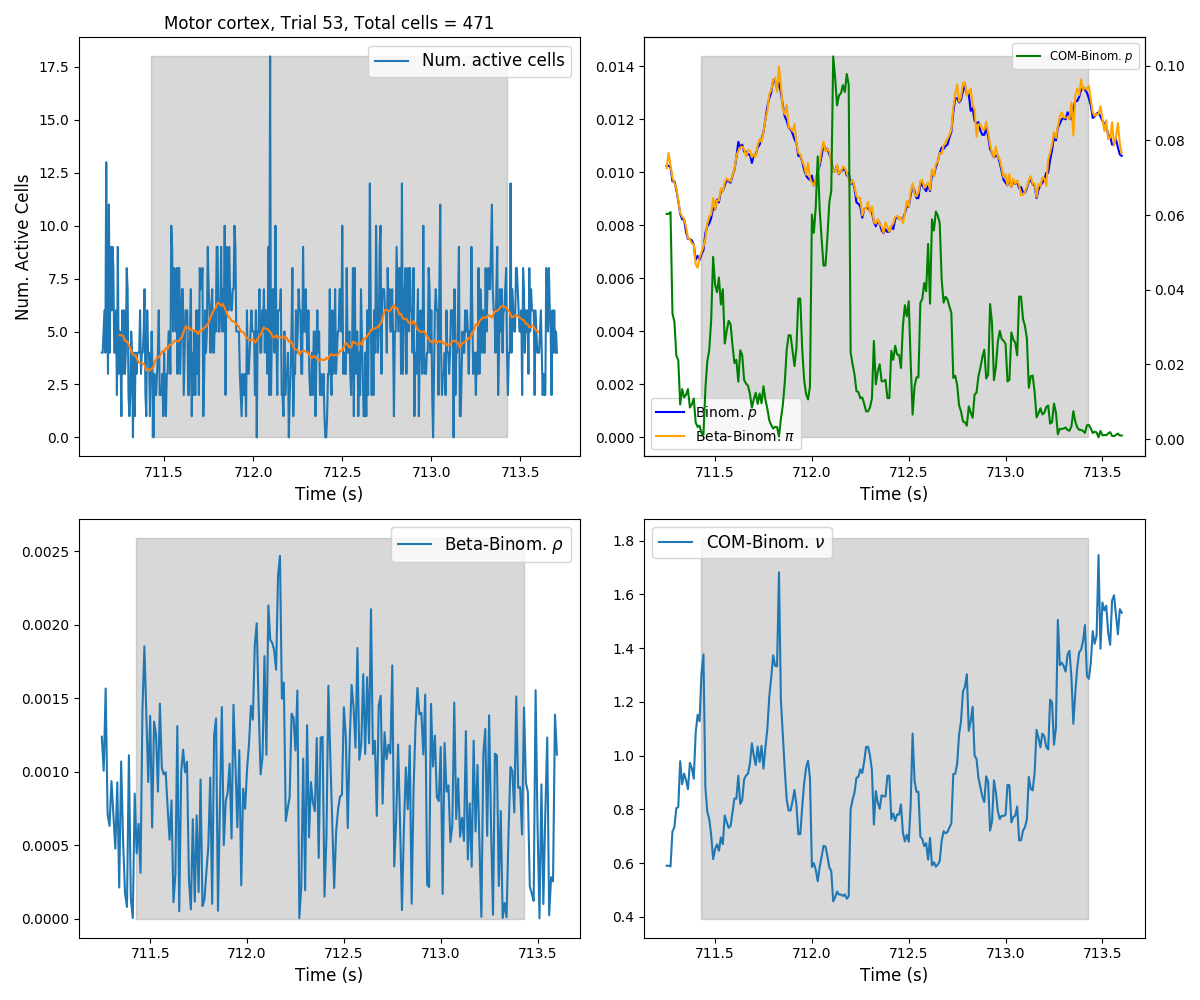 Motor cortex, Trial 53, Total cells = 471
Num. active cells
17.5
15.0
12.5
10.0
7.5
5.0
2.5
0.0
Num. Active Cells
711.5 712.0 712.5 713.0 713.5
Time (s)
COM-Binom. p
0.014
0.012
0.010
0.008
0.006
0.004
0.002
0.000
0.10
0.08
0.06
0.04
0.02
0.00
Binom. p
Beta-Binom. π
711.5 712.0 712.5 713.0 713.5
Time (s)
Beta-Binom. ρ
0.0025
0.0020
0.0015
0.0010
0.0005
0.0000
711.5 712.0 712.5 713.0 713.5
Time (s)
COM-Binom. ν
1.8
1.6
1.4
1.2
1.0
0.8
0.6
0.4
711.5 712.0 712.5 713.0 713.5
Time (s)